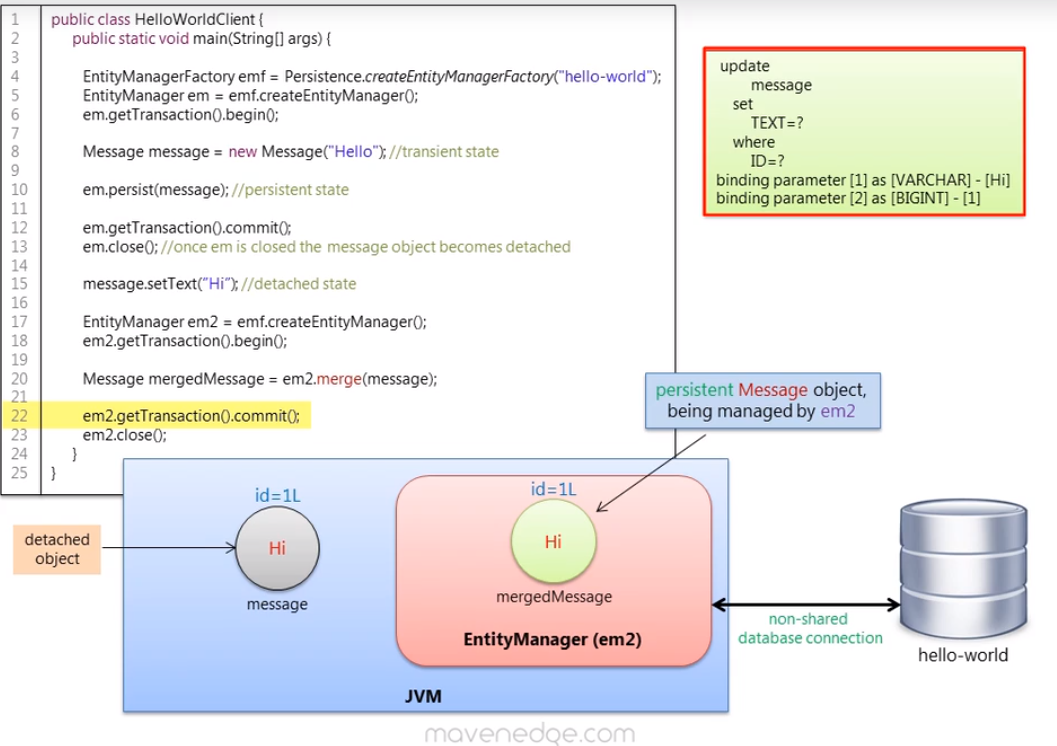 1 public class HelloWorldClient {
2 public static void main(String[] args) {
3
4 EntityManagerFactory emf = Persistence.createEntityManagerFactory("hello-world");
5 EntityManager em = emf.createEntityManager();
6 em.getTransaction().begin();
7
8 Message message = new Message("Hello"); //transient state
9
10 em.persist(message); //persistent state
11
12 em.getTransaction().commit();
13 em.close(); //once em is closed the message object becomes detached
14
15 message.setText("Hi"); //detached state
16
17 EntityManager em2 = emf.createEntityManager();
18 em2.getTransaction().begin();
19
20 Message mergedMessage = em2.merge(message);
21
22 em2.getTransaction().commit();
23 em2.close();
24 }
25 }
update
message
set
TEXT=?
where
ID=?
binding parameter [1] as [VARCHAR] - [Hi]
binding parameter [2] as [BIGINT] - [1]
persistent Message object,
being managed by em2
detached
object
id=1L
Hi
message
id=1L
Hi
mergedMessage
EntityManager (em2)
JVM
non-shared
database connection
hello-world
mavenedge.com